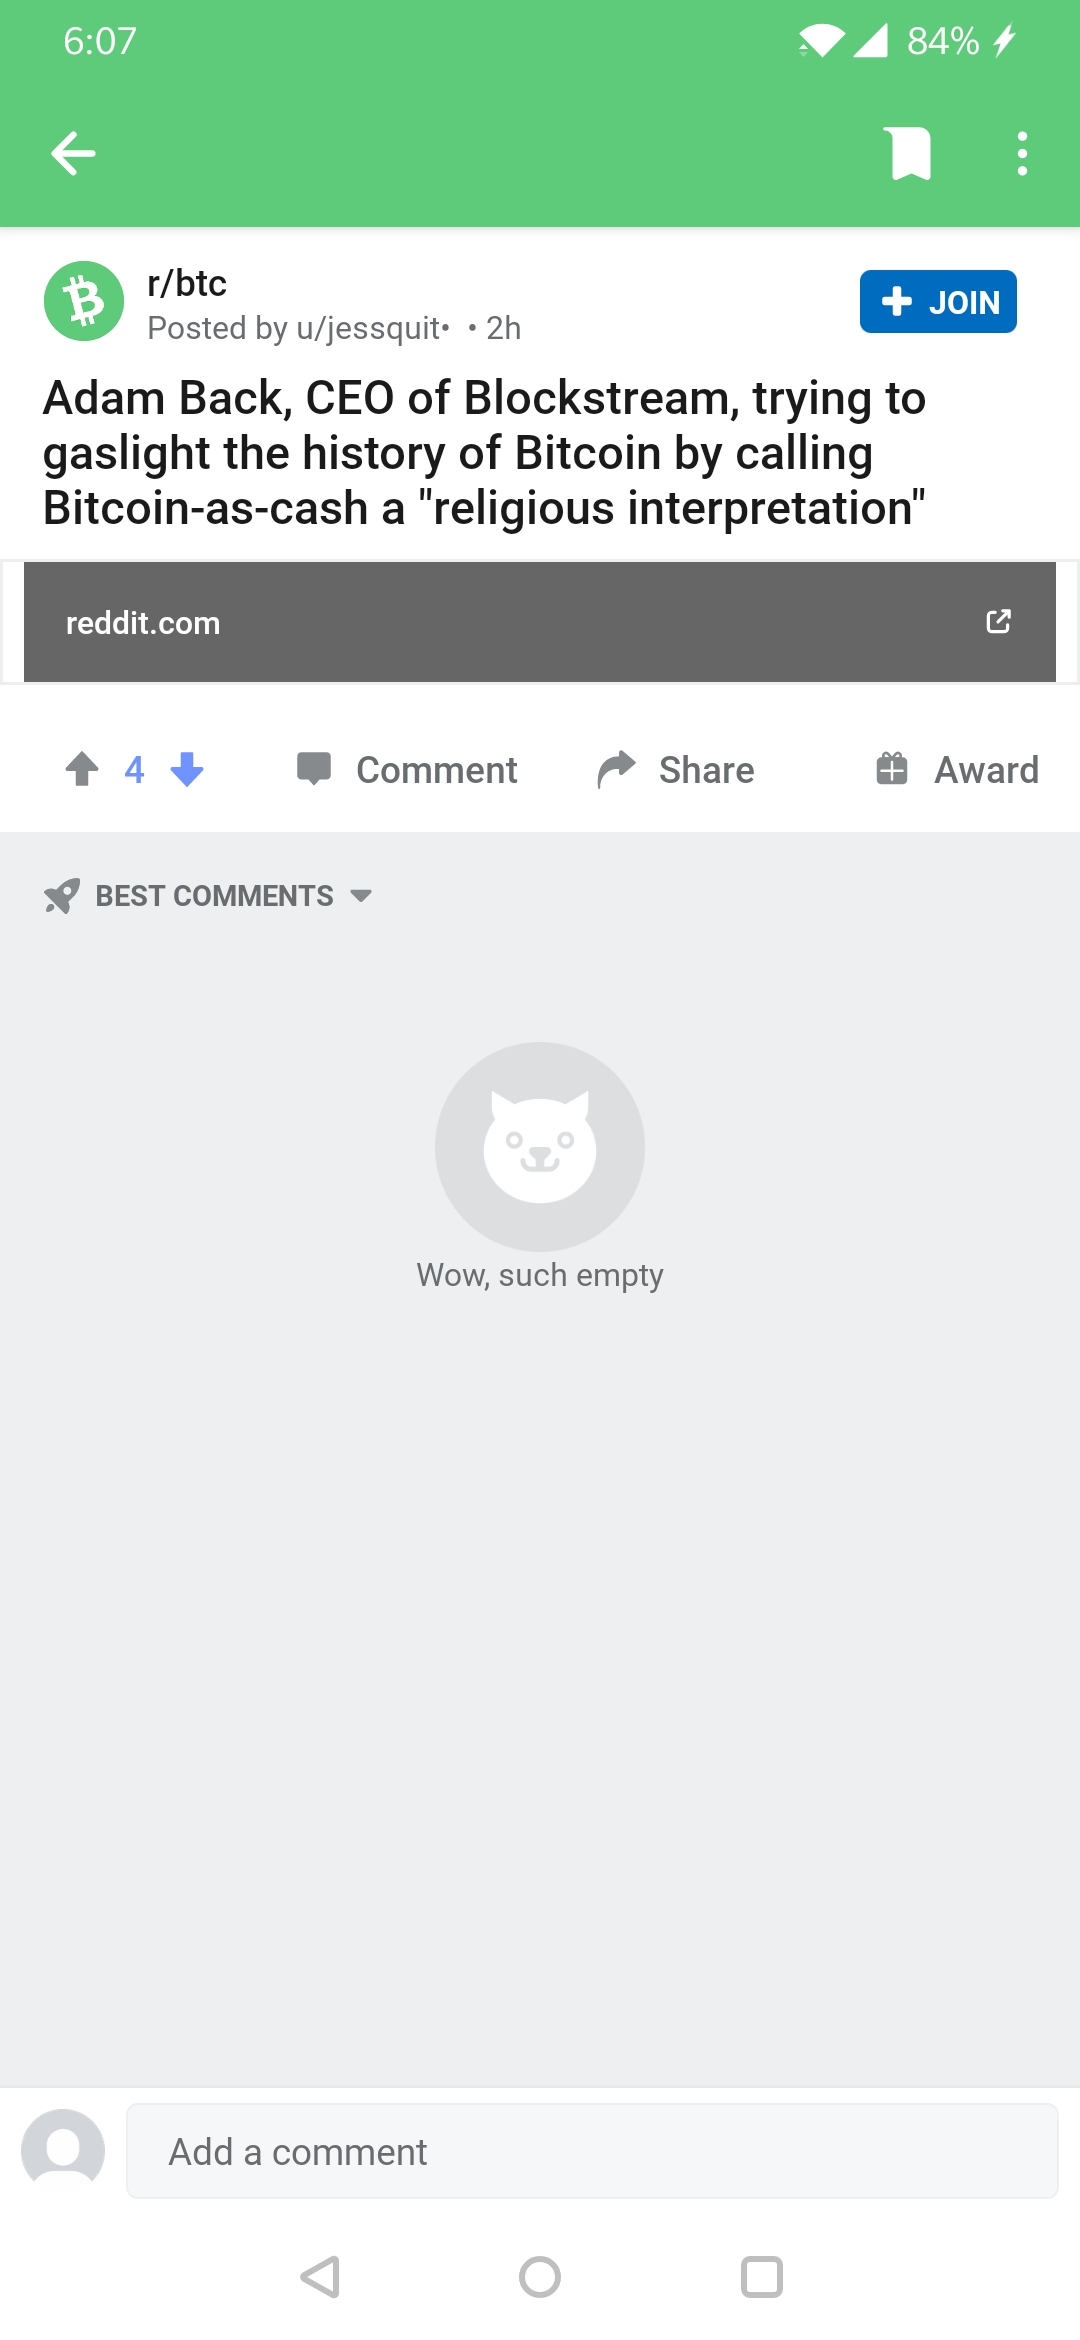 6:07
84%
r/btc
Posted by u/jessquit• • 2h
JOIN
Adam Back, CEO of Blockstream, trying to
gaslight the history of Bitcoin by calling
Bitcoin-as-cash a "religious interpretation"
reddit.com
4
Comment
Share
Award
BEST COMMENTS
Wow, such empty
Add a comment